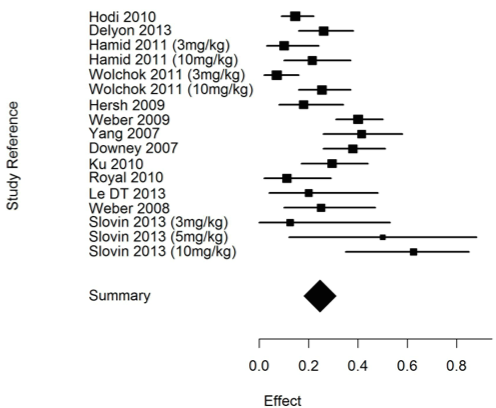 Hodi 2010
Delyon 2013
Hamid 2011 (3mg/kg)
Hamid 2011 (10mg/kg)
Wolchok 2011 (3mg/kg)
Wolchok 2011 (10mg/kg)
Hersh 2009
Weber 2009
Yang 2007
Downey 2007
Ku 2010
Royal 2010
Le DT 2013
Weber 2008
Slovin 2013 (3mg/kg)
Slovin 2013 (5mg/kg)
Slovin 2013 (10mg/kg)
Summary
Study Reference
0.0 0.2 0.4 0.6 0.8
Effect